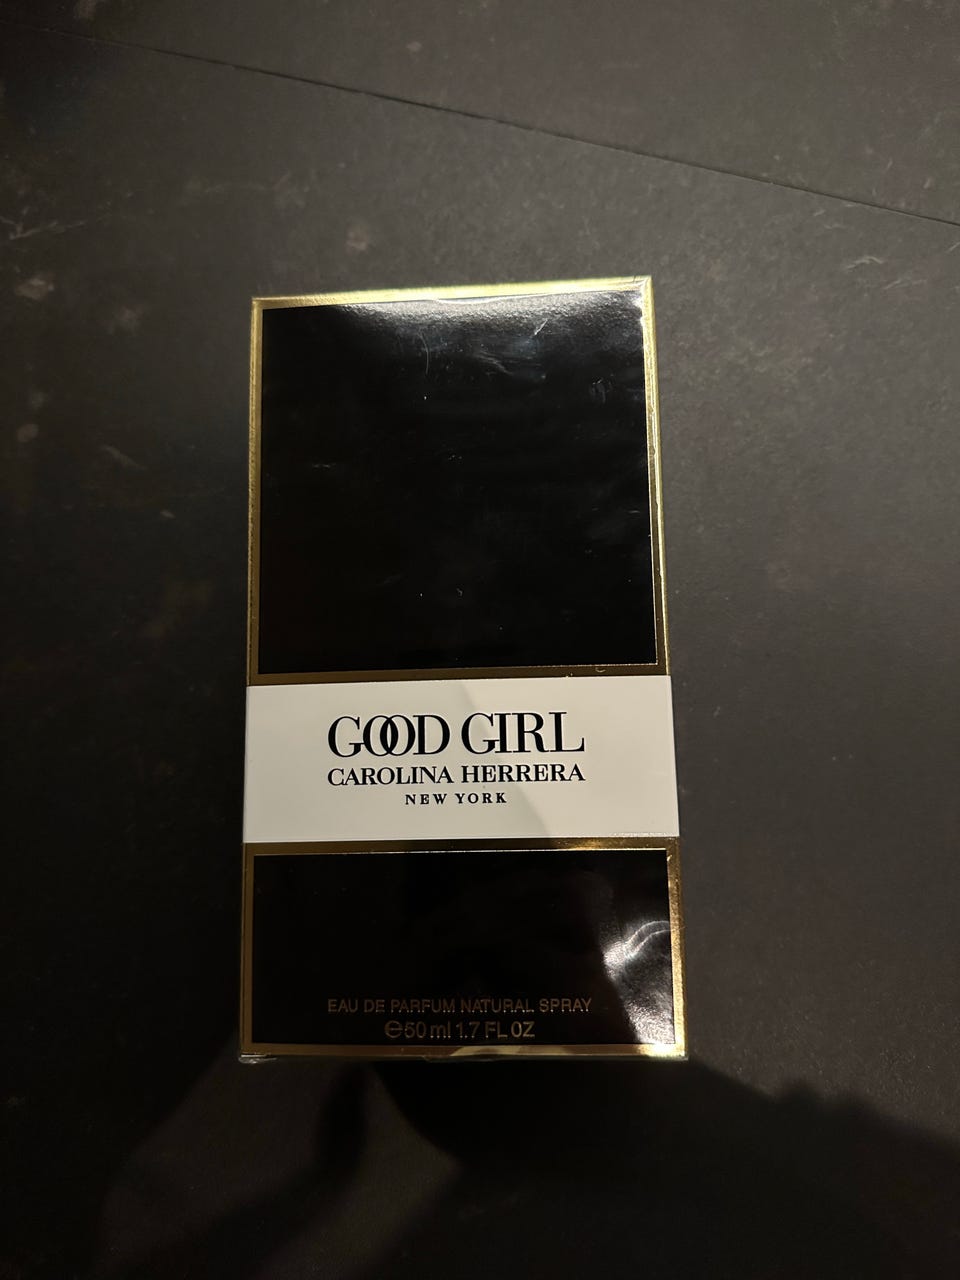 GOOD GIRL
CAROLINA HERRERA
NEW YORK
EAU DE PARFUM NATURAL SPRAY
℮50 ml 1.7 FL OZ